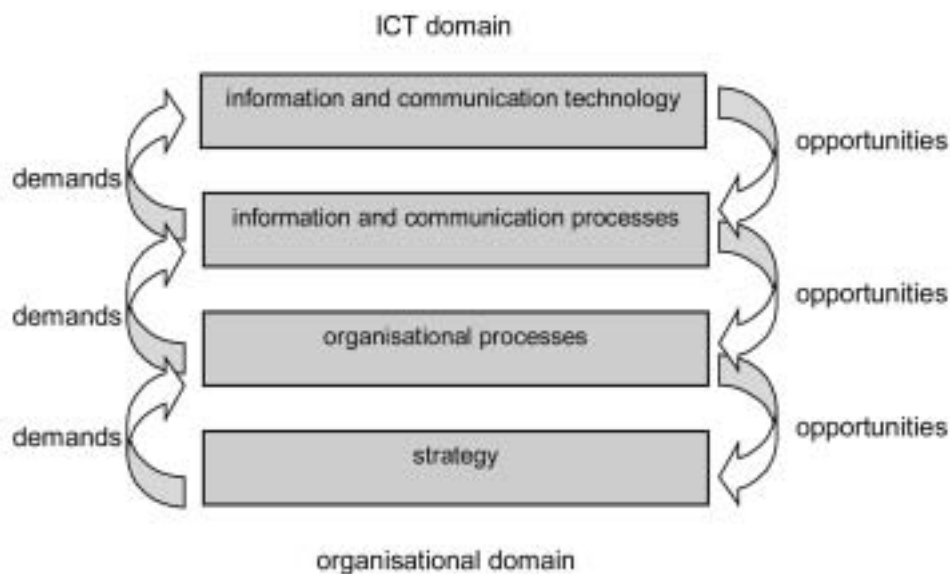 ICT domain
information and communication technology
opportunities
demands
information and communication processes
opportunities
demands
organisational processes
opportunities
demands
strategy
organisational domain